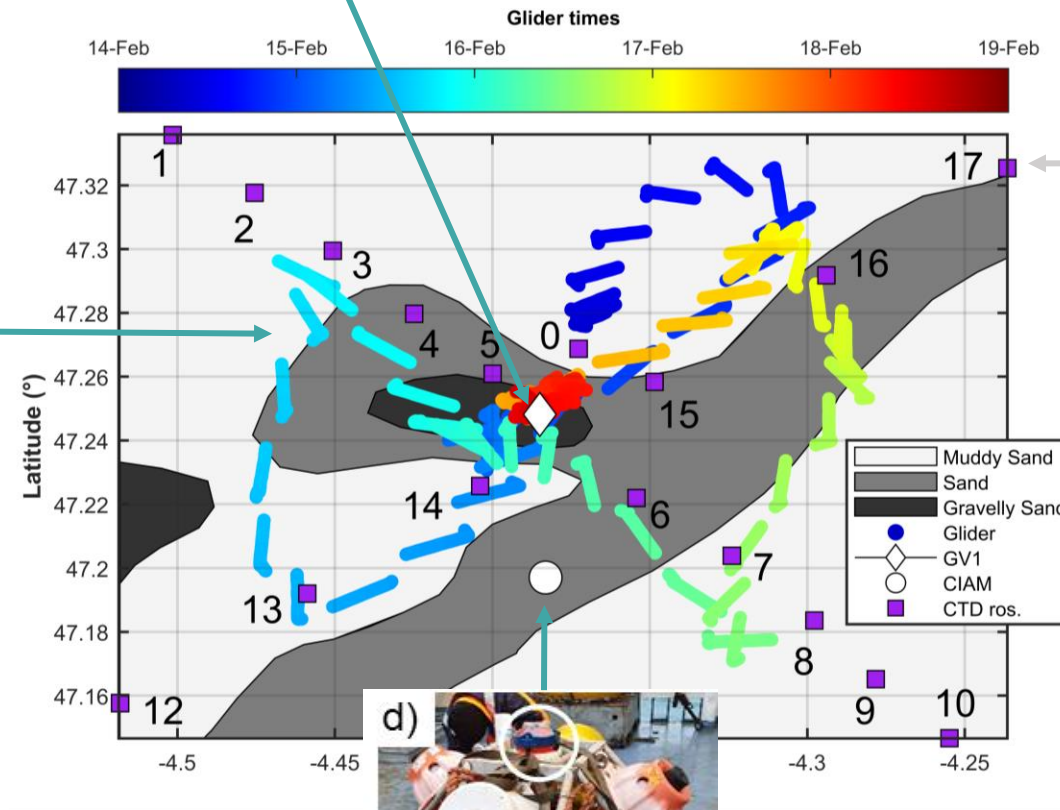 Glider times
14-Feb 15-Feb 16-Feb 17-Feb 18-Feb 19-Feb
Latitude (°)
47.32
47.3
47.28
47.26
47.24
47.22
47.2
47.18
47.16
1
17
2
3
16
4
5
0
15
14
6
7
13
8
9
10
12
Muddy Sand
Sand
Gravelly Sand
Glider
GV1
CIAM
CTD ros.
d)
-4.5 -4.45 -4.3 -4.25